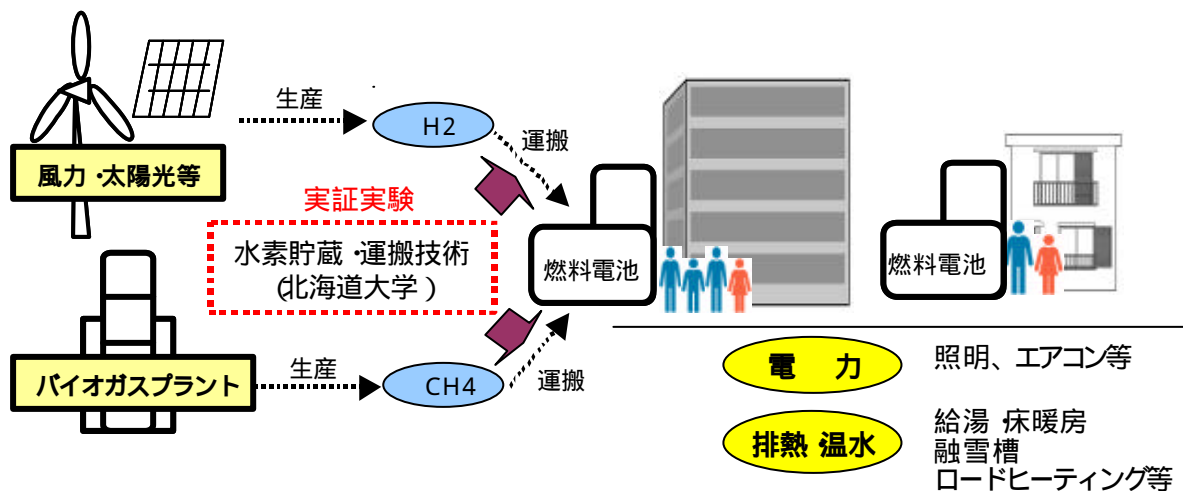 生産
H2
運搬
風力・太陽光等
実証実験
水素貯蔵・運搬技術
(北海道大学)
燃料電池
燃料電池
バイオガスプラント
生産
CH4
運搬
電 力
照明、エアコン等
排熱・温水
給湯・床暖房
融雪槽
ロードヒーティング等